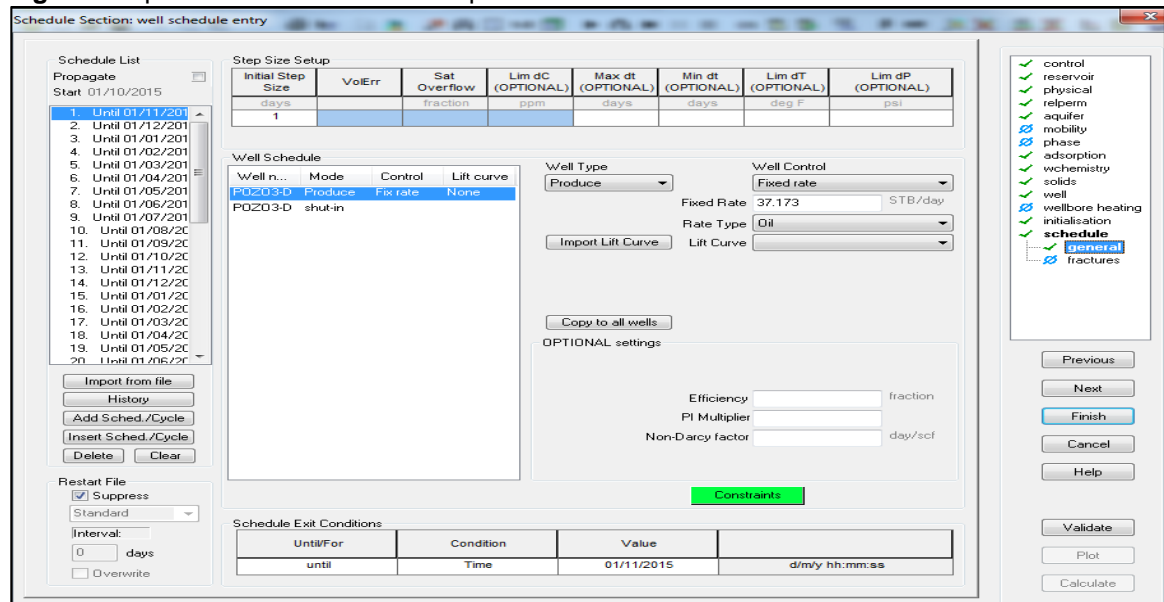 Schedule Section: well schedule entry
Schedule List
Propagate
Start 01/10/2015
1. Until 01/11/201
2. Until 01/12/201
3. Until 01/01/201
4. Until 01/02/201
5. Until 01/03/201
6. Until 01/04/201
7. Until 01/05/201
8. Until 01/06/201
9. Until 01/07/201
10. Until 01/08/20
11. Until 01/09/20
12. Until 01/10/20
13. Until 01/11/20
14. Until 01/12/20
15. Until 01/01/20
16. Until 01/02/20
17. Until 01/03/20
18. Until 01/04/20
19. Until 01/05/20
20. Until 01/06/20
Import from file
History
Add Sched./Cycle
Insert Sched./Cycle
Delete Clear
Restart File
Suppress
Standard
Interval:
0 days
Overwrite
Step Size Setup
Initial Step Size VolErr Sat Overflow Lim dC (OPTIONAL) Max dt (OPTIONAL) Min dt (OPTIONAL) Lim dT (OPTIONAL) Lim dP (OPTIONAL)
days fraction ppm days days deg F psi
1
Well Schedule
Well n... Mode Control Lift curve
POZO3-D Produce Fix rate None
POZO3-D shut-in
Well Type Well Control
Produce Fixed rate
Fixed Rate 37.173 STB/day
Rate Type Oil
Import Lift Curve Lift Curve
Copy to all wells
OPTIONAL settings
Efficiency fraction
PI Multiplier
Non-Darcy factor day/scf
Constraints
Schedule Exit Conditions
Until/For Condition Value
until Time 01/11/2015 d/m/y hh:mm:ss
control
reservoir
physical
relperm
aquifer
mobility
phase
adsorption
wchemistry
solids
well
wellbore heating
initialisation
schedule
general
fractures
Previous
Next
Finish
Cancel
Help
Validate
Plot
Calculate